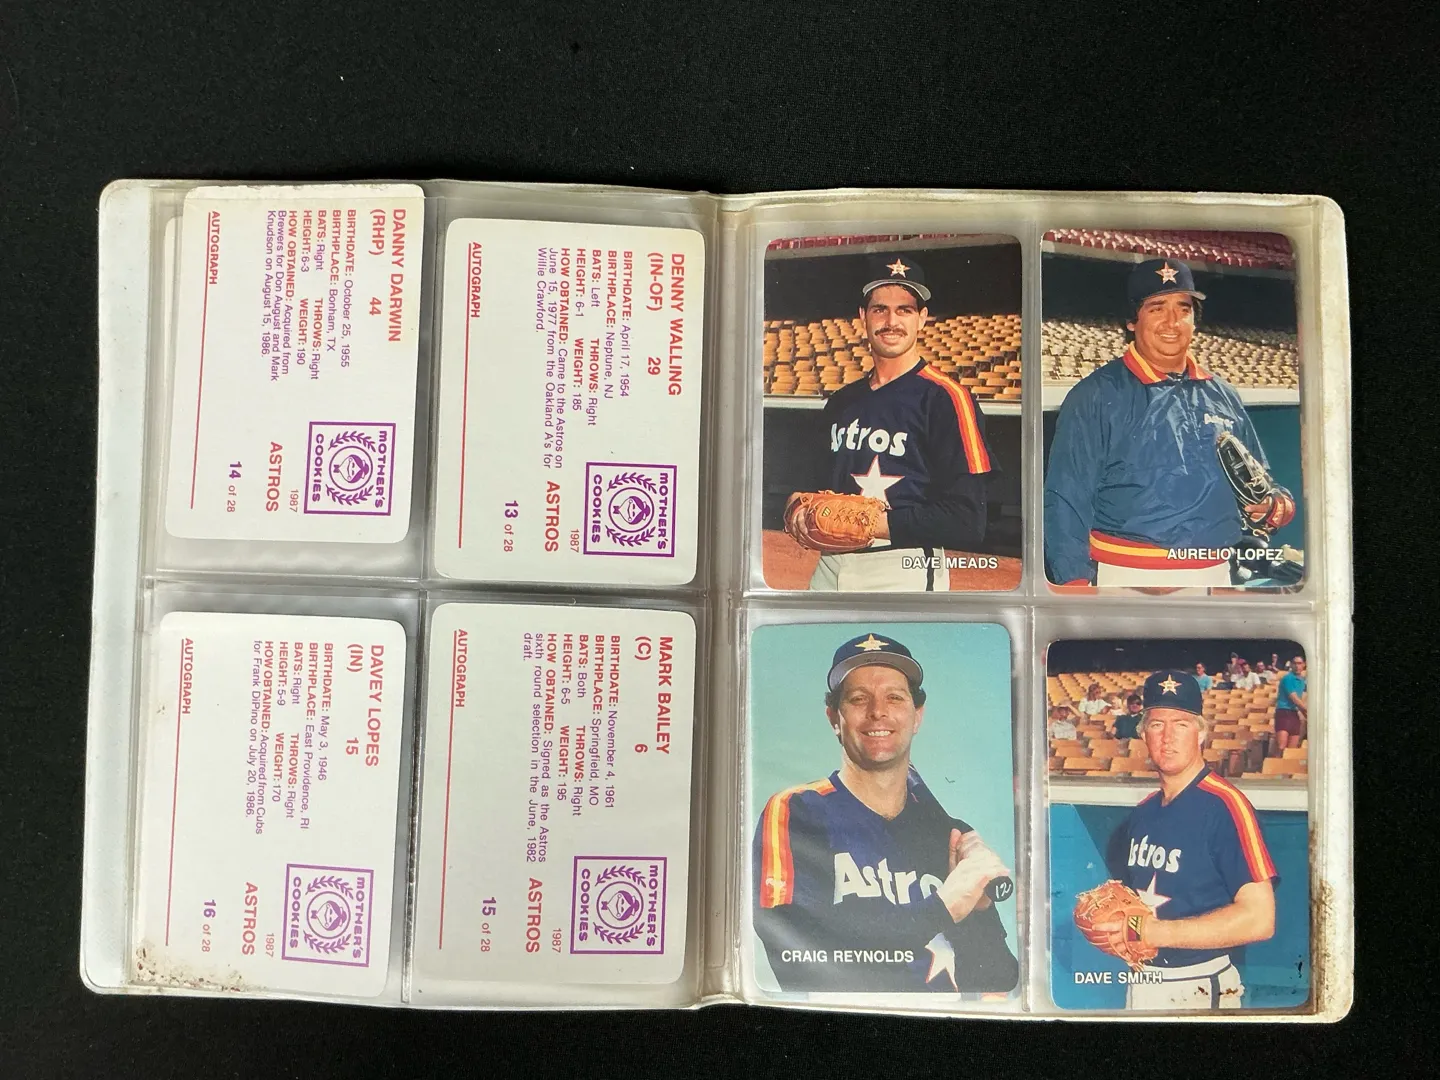 DANNY DARWIN
(RHP) 44
BIRTHDATE: October 25, 1955
BIRTHPLACE: Bonham, TX
BATS: Right THROWS: Right
HEIGHT: 6-3 WEIGHT: 190
HOW OBTAINED: Acquired from
Brewers for Don August and Mark
Knudson on August 15, 1986.
AUTOGRAPH
MOTHER'S
COOKIES
1987
ASTROS
14 of 28
DENNY WALLING
(IN-OF) 29
BIRTHDATE: April 17, 1954
BIRTHPLACE: Neptune, NJ
BATS: Left THROWS: Right
HEIGHT: 6-1 WEIGHT: 185
HOW OBTAINED: Came to the Astros on
June 15, 1977 from the Oakland A's for
Willie Crawford.
AUTOGRAPH
MOTHER'S
COOKIES
1987
ASTROS
13 of 28
DAVEY LOPES
(IN) 15
BIRTHDATE: May 3, 1946
BIRTHPLACE: East Providence, RI
BATS: Right THROWS: Right
HEIGHT: 5-9 WEIGHT: 170
HOW OBTAINED: Acquired from Cubs
for Frank DiPino on July 20, 1986.
AUTOGRAPH
MOTHER'S
COOKIES
1987
ASTROS
16 of 28
MARK BAILEY
(C) 6
BIRTHDATE: November 4, 1961
BIRTHPLACE: Springfield, MO
BATS: Both THROWS: Right
HEIGHT: 6-5 WEIGHT: 195
HOW OBTAINED: Signed as the Astros
sixth round selection in the June, 1982
draft.
AUTOGRAPH
MOTHER'S
COOKIES
1987
ASTROS
15 of 28
Astros
DAVE MEADS
Astros
AURELIO LOPEZ
Astro
12
CRAIG REYNOLDS
stros
DAVE SMITH